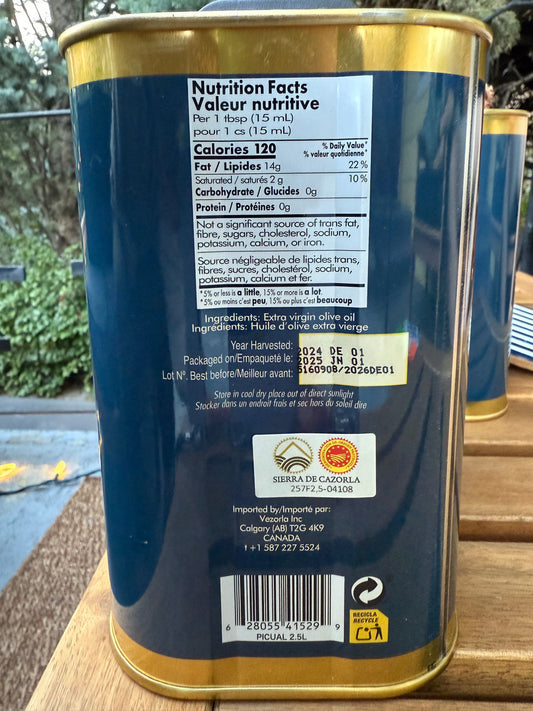 Nutrition Facts
Valeur nutritive
Per 1 tbsp (15 mL)
pour 1 cs (15 mL)
Calories 120
% Daily Value*
% valeur quotidienne*
Fat / Lipides 14g 22%
Saturated / saturés 2 g 10%
Carbohydrate / Glucides 0g
Protein / Protéines 0g
Not a significant source of trans fat,
fibre, sugars, cholesterol, sodium,
potassium, calcium, or iron.
Source négligeable de lipides trans,
fibres, sucres, cholestérol, sodium,
potassium, calcium et fer.
*5% or less is a little, 15% or more is a lot.
*5% ou moins c'est peu, 15% ou plus c'est beaucoup
Ingredients: Extra virgin olive oil
Ingrédients: Huile d'olive extra vierge
Year Harvested: 2024 DE 01
Packaged on/Empaqueté le: 2025 JN 01
Lot Nº. Best before/Meilleur avant: 516090B/2026DE01
Store in cool dry place out of direct sunlight
Stocker dans un endroit frais et sec hors du soleil dire
SIERRA DE CAZORLA
257F2,5-04108
Imported by/Importé par:
Vezorla Inc
Calgary (AB) T2G 4K9
CANADA
t +1 587 227 5524
6 28055 41529 9
PICUAL 2.5L
RECICLA
RECYCLE